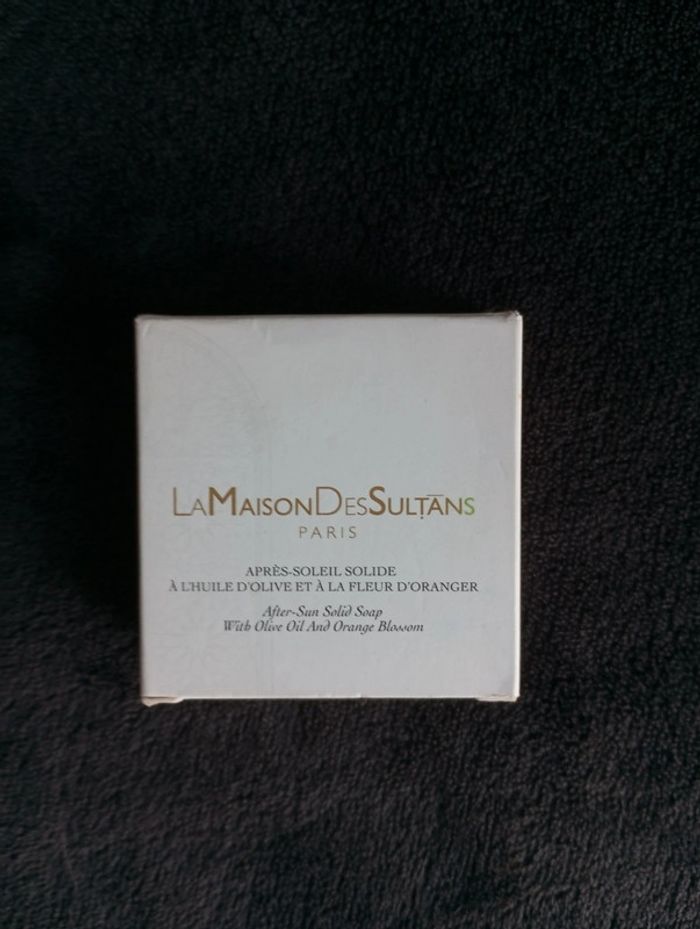 LAMAISONDESSULṬĀNS
PARIS
APRÈS-SOLEIL SOLIDE
À L'HUILE D'OLIVE ET À LA FLEUR D'ORANGER
After-Sun Solid Soap
With Olive Oil And Orange Blossom